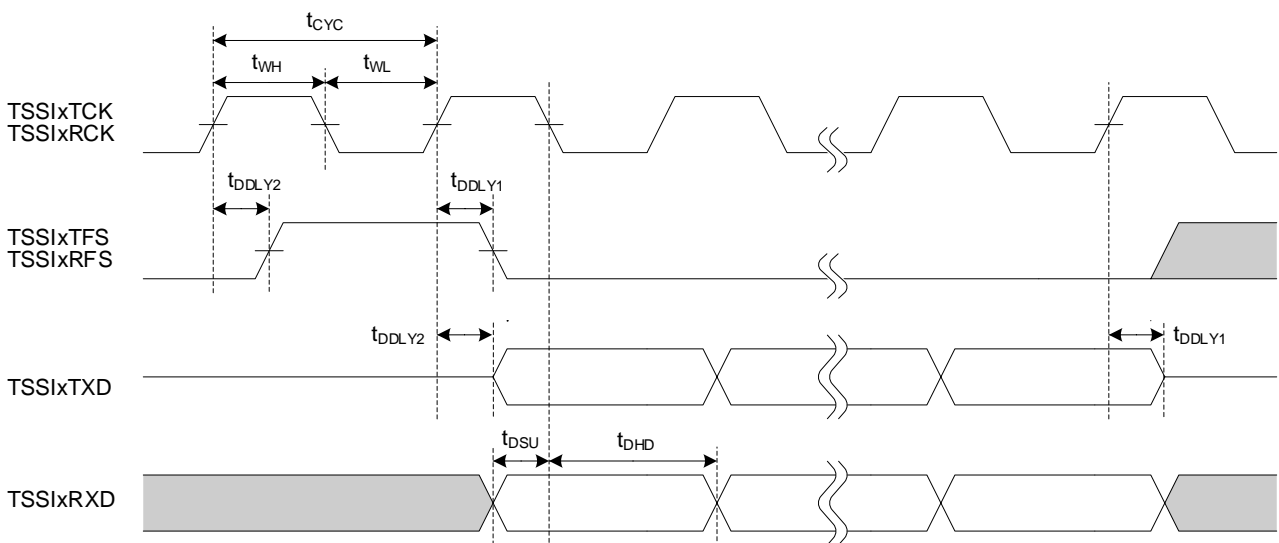 tCYC
tWH
tWL
TSSIxTCK
TSSIxRCK
tDDLY2
tDDLY1
TSSIxTFS
TSSIxRFS
tDDLY2
tDDLY1
TSSIxTXD
tDSU
tDHD
TSSIxRXD